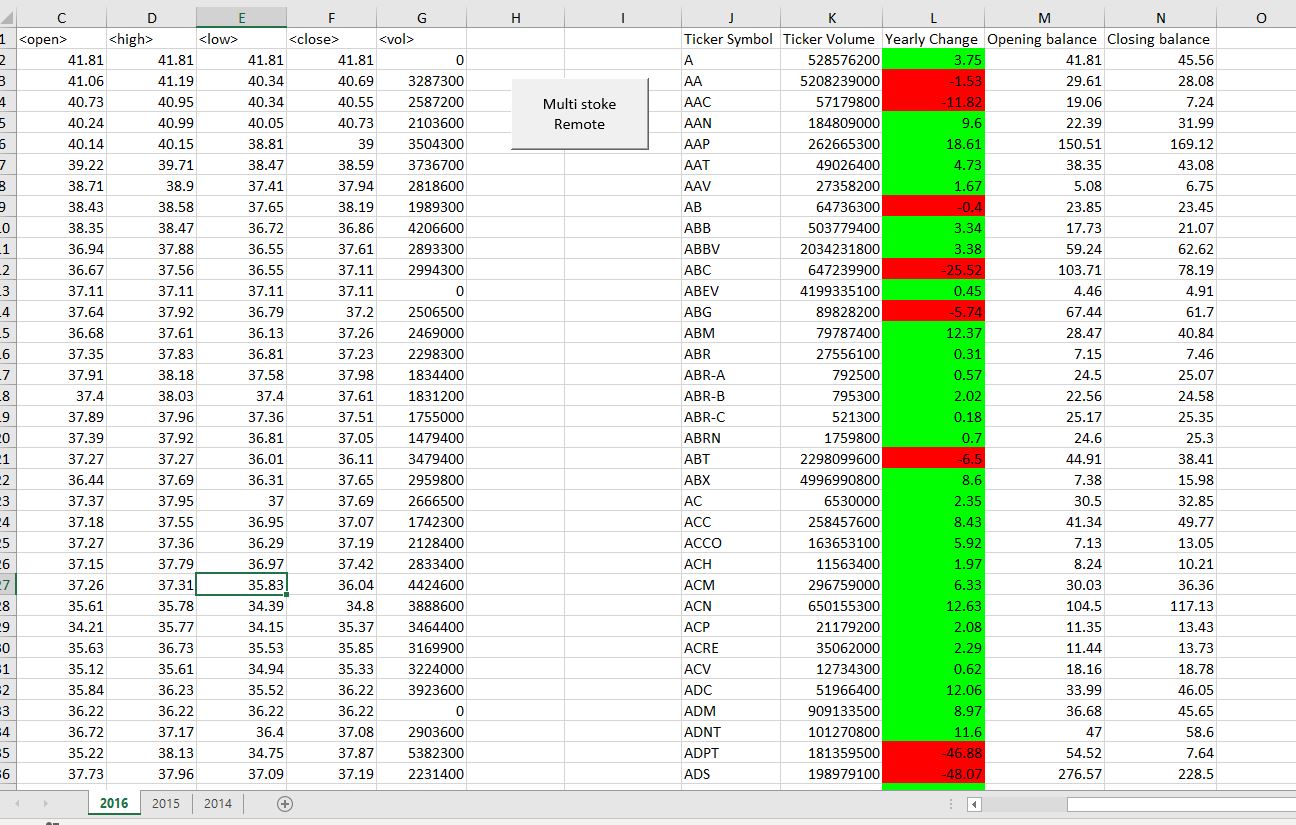 C D E F G H I J K L M N O
1 <open> <high> <low> <close> <vol> Ticker Symbol Ticker Volume Yearly Change Opening balance Closing balance
2 41.81 41.81 41.81 41.81 0 A 528576200 3.75 41.81 45.56
3 41.06 41.19 40.34 40.69 3287300 AA 5208239000 -1.53 29.61 28.08
4 40.73 40.95 40.34 40.55 2587200 AAC 57179800 -11.82 19.06 7.24
Multi stoke
Remote
5 40.24 40.99 40.05 40.73 2103600 AAN 184809000 9.6 22.39 31.99
6 40.14 40.15 38.81 39 3504300 AAP 262665300 18.61 150.51 169.12
7 39.22 39.71 38.47 38.59 3736700 AAT 49026400 4.73 38.35 43.08
8 38.71 38.9 37.41 37.94 2818600 AAV 27358200 1.67 5.08 6.75
9 38.43 38.58 37.65 38.19 1989300 AB 64736300 -0.4 23.85 23.45
0 38.35 38.47 36.72 36.86 4206600 ABB 503779400 3.34 17.73 21.07
1 36.94 37.88 36.55 37.61 2893300 ABBV 2034231800 3.38 59.24 62.62
2 36.67 37.56 36.55 37.11 2994300 ABC 647239900 -25.52 103.71 78.19
3 37.11 37.11 37.11 37.11 0 ABEV 4199335100 0.45 4.46 4.91
4 37.64 37.92 36.79 37.2 2506500 ABG 89828200 -5.74 67.44 61.7
5 36.68 37.61 36.13 37.26 2469000 ABM 79787400 12.37 28.47 40.84
6 37.35 37.83 36.81 37.23 2298300 ABR 27556100 0.31 7.15 7.46
7 37.91 38.18 37.58 37.98 1834400 ABR-A 792500 0.57 24.5 25.07
8 37.4 38.03 37.4 37.61 1831200 ABR-B 795300 2.02 22.56 24.58
9 37.89 37.96 37.36 37.51 1755000 ABR-C 521300 0.18 25.17 25.35
0 37.39 37.92 36.81 37.05 1479400 ABRN 1759800 0.7 24.6 25.3
1 37.27 37.27 36.01 36.11 3479400 ABT 2298099600 -6.5 44.91 38.41
2 36.44 37.69 36.31 37.65 2959800 ABX 4996990800 8.6 7.38 15.98
3 37.37 37.95 37 37.69 2666500 AC 6530000 2.35 30.5 32.85
4 37.18 37.55 36.95 37.07 1742300 ACC 258457600 8.43 41.34 49.77
5 37.27 37.36 36.29 37.19 2128400 ACCO 163653100 5.92 7.13 13.05
6 37.15 37.79 36.97 37.42 2833400 ACH 11563400 1.97 8.24 10.21
7 37.26 37.31 35.83 36.04 4424600 ACM 296759000 6.33 30.03 36.36
8 35.61 35.78 34.39 34.8 3888600 ACN 650155300 12.63 104.5 117.13
9 34.21 35.77 34.15 35.37 3464400 ACP 21179200 2.08 11.35 13.43
0 35.63 36.73 35.53 35.85 3169900 ACRE 35062000 2.29 11.44 13.73
1 35.12 35.61 34.94 35.33 3224000 ACV 12734300 0.62 18.16 18.78
2 35.84 36.23 35.52 36.22 3923600 ADC 51966400 12.06 33.99 46.05
3 36.22 36.22 36.22 36.22 0 ADM 909133500 8.97 36.68 45.65
4 36.72 37.17 36.4 37.08 2903600 ADNT 101270800 11.6 47 58.6
5 35.22 38.13 34.75 37.87 5382300 ADPT 181359500 -46.88 54.52 7.64
6 37.73 37.96 37.09 37.19 2231400 ADS 198979100 -48.07 276.57 228.5
2016 2015 2014